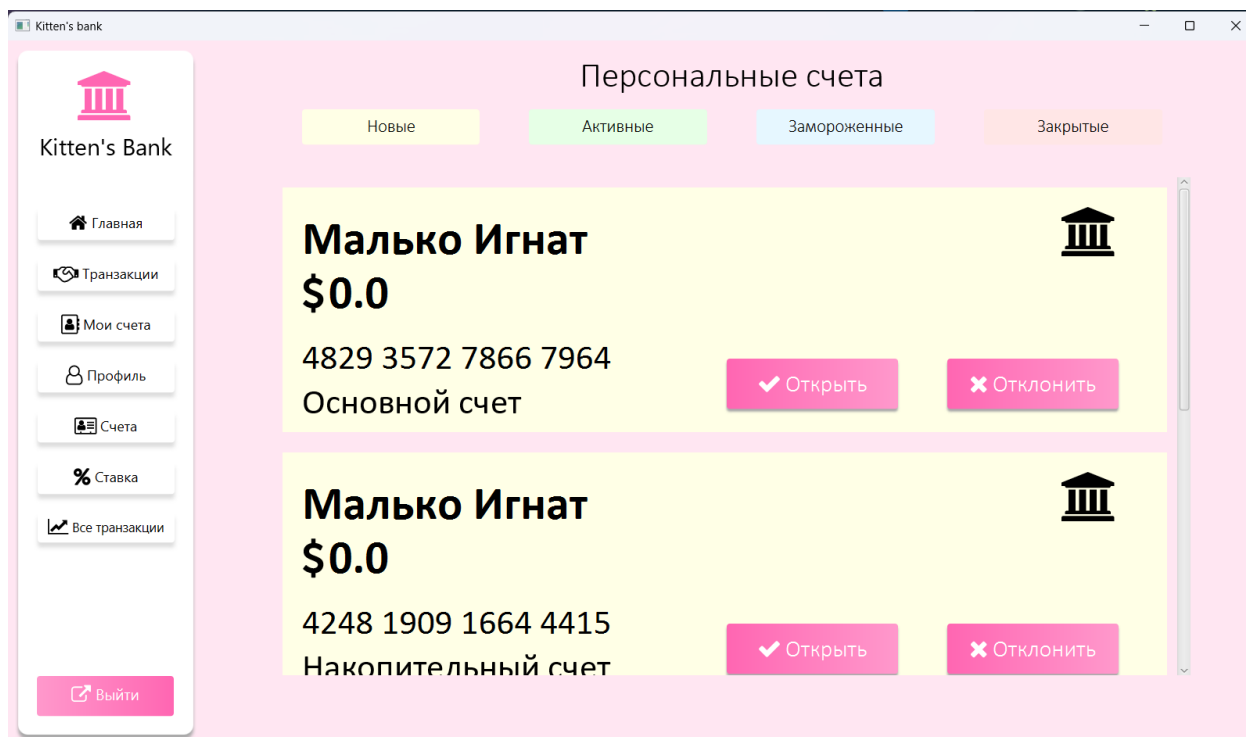 Kitten's bank
Kitten's Bank
Главная
Транзакции
Мои счета
Профиль
Счета
% Ставка
Все транзакции
Выйти
Персональные счета
Новые
Активные
Замороженные
Закрытые
Малько Игнат
$0.0
4829 3572 7866 7964
Основной счет
Открыть
Отклонить
Малько Игнат
$0.0
4248 1909 1664 4415
Накопительный счет
Открыть
Отклонить